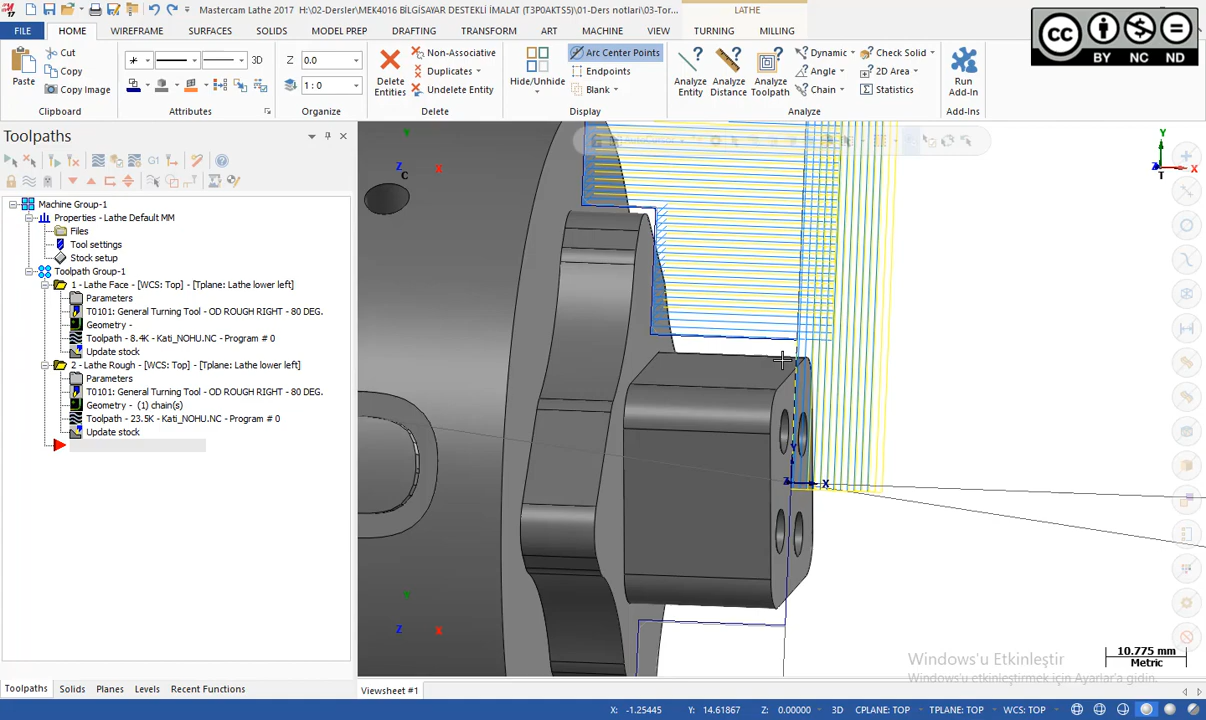 Mastercam Lathe 2017 H:\02-Dersler\MEK4016 BİLGİSAYAR DESTEKLİ İMALAT (T3P0AKTS5)\01-Ders notları\03-Tor...
LATHE
FILE HOME WIREFRAME SURFACES SOLIDS MODEL PREP DRAFTING TRANSFORM ART MACHINE VIEW TURNING MILLING
Paste
Cut
Copy
Copy Image
Clipboard
3D
Attributes
Z 0.0
1 : 0
Organize
Delete Entities
Non-Associative
Duplicates
Undelete Entity
Delete
Hide/Unhide
Arc Center Points
Endpoints
Blank
Display
Analyze Entity
Analyze Distance
Analyze Toolpath
Dynamic
Angle
Chain
Check Solid
2D Area
Statistics
Analyze
Run Add-In
Add-Ins
CC BY NC ND
Toolpaths
G1
Machine Group-1
Properties - Lathe Default MM
Files
Tool settings
Stock setup
Toolpath Group-1
1 - Lathe Face - [WCS: Top] - [Tplane: Lathe lower left]
Parameters
T0101: General Turning Tool - OD ROUGH RIGHT - 80 DEG.
Geometry -
Toolpath - 8.4K - Kati_NOHU.NC - Program # 0
Update stock
2 - Lathe Rough - [WCS: Top] - [Tplane: Lathe lower left]
Parameters
T0101: General Turning Tool - OD ROUGH RIGHT - 80 DEG.
Geometry - (1) chain(s)
Toolpath - 23.5K - Kati_NOHU.NC - Program # 0
Update stock
Y
Z X
T
Z X
C
Y
Z X
Y
Z X
10.775 mm
Metric
Windows'u Etkinleştir
Windows'u etkinleştirmek için Ayarlar'a gidin.
Toolpaths Solids Planes Levels Recent Functions
Viewsheet #1
X: -1.25445 Y: 14.61867 Z: 0.00000 3D CPLANE: TOP TPLANE: TOP WCS: TOP